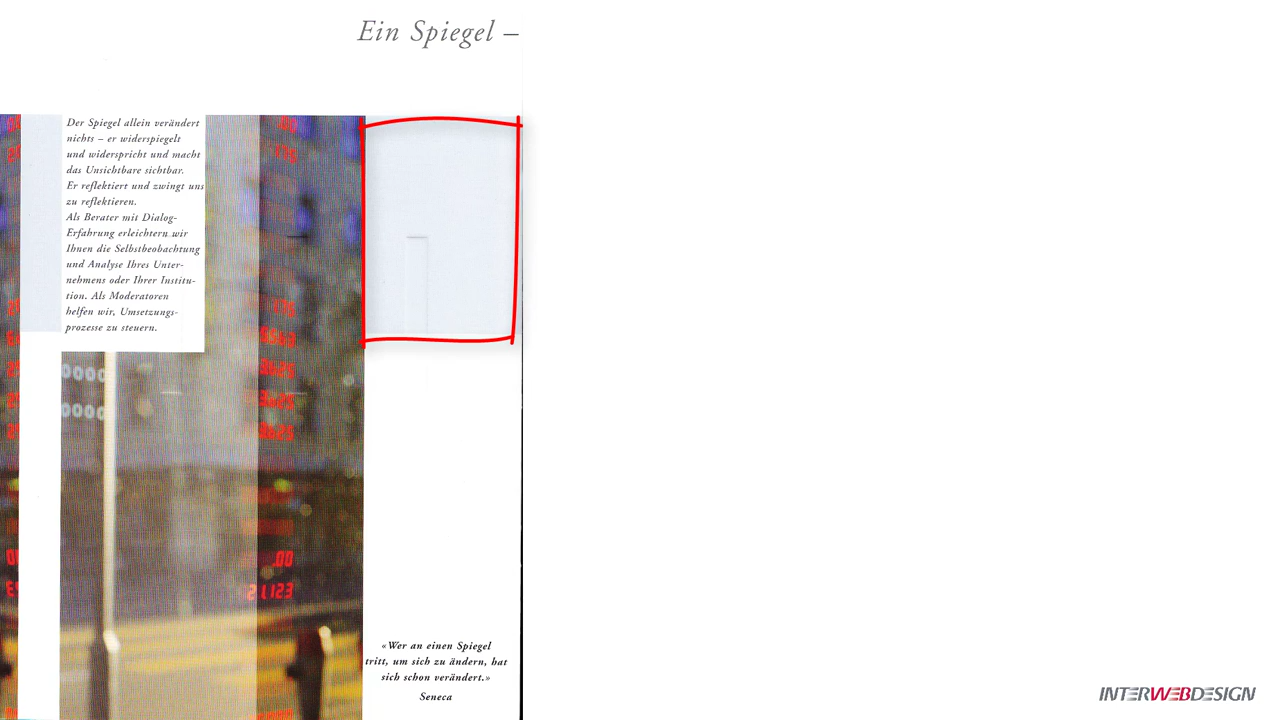 Ein Spiegel –
Der Spiegel allein verändert
nichts – er widerspiegelt
und widerspricht und macht
das Unsichtbare sichtbar.
Er reflektiert und zwingt uns
zu reflektieren.
Als Berater mit Dialog-
Erfahrung erleichtern wir
Ihnen die Selbstbeobachtung
und Analyse Ihres Unter-
nehmens oder Ihrer Institu-
tion. Als Moderatoren
helfen wir, Umsetzungs-
prozesse zu steuern.
0000
0000
«Wer an einen Spiegel
tritt, um sich zu ändern, hat
sich schon verändert.»
Seneca
INTERWEBDESIGN